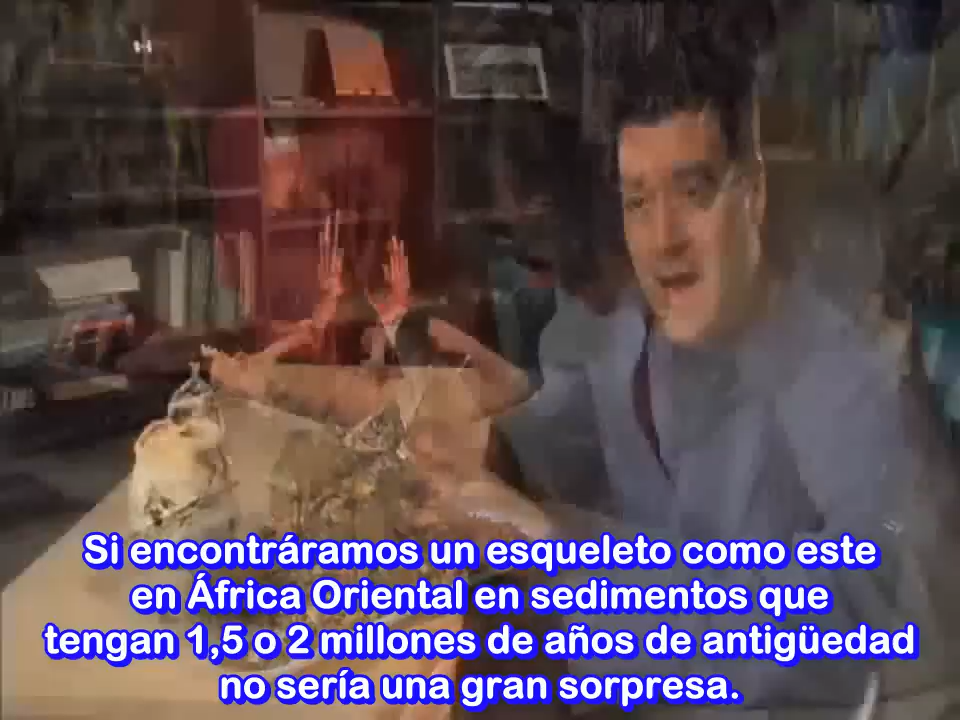 Si encontráramos un esqueleto como este
en África Oriental en sedimentos que
tengan 1,5 o 2 millones de años de antigüedad
no sería una gran sorpresa.